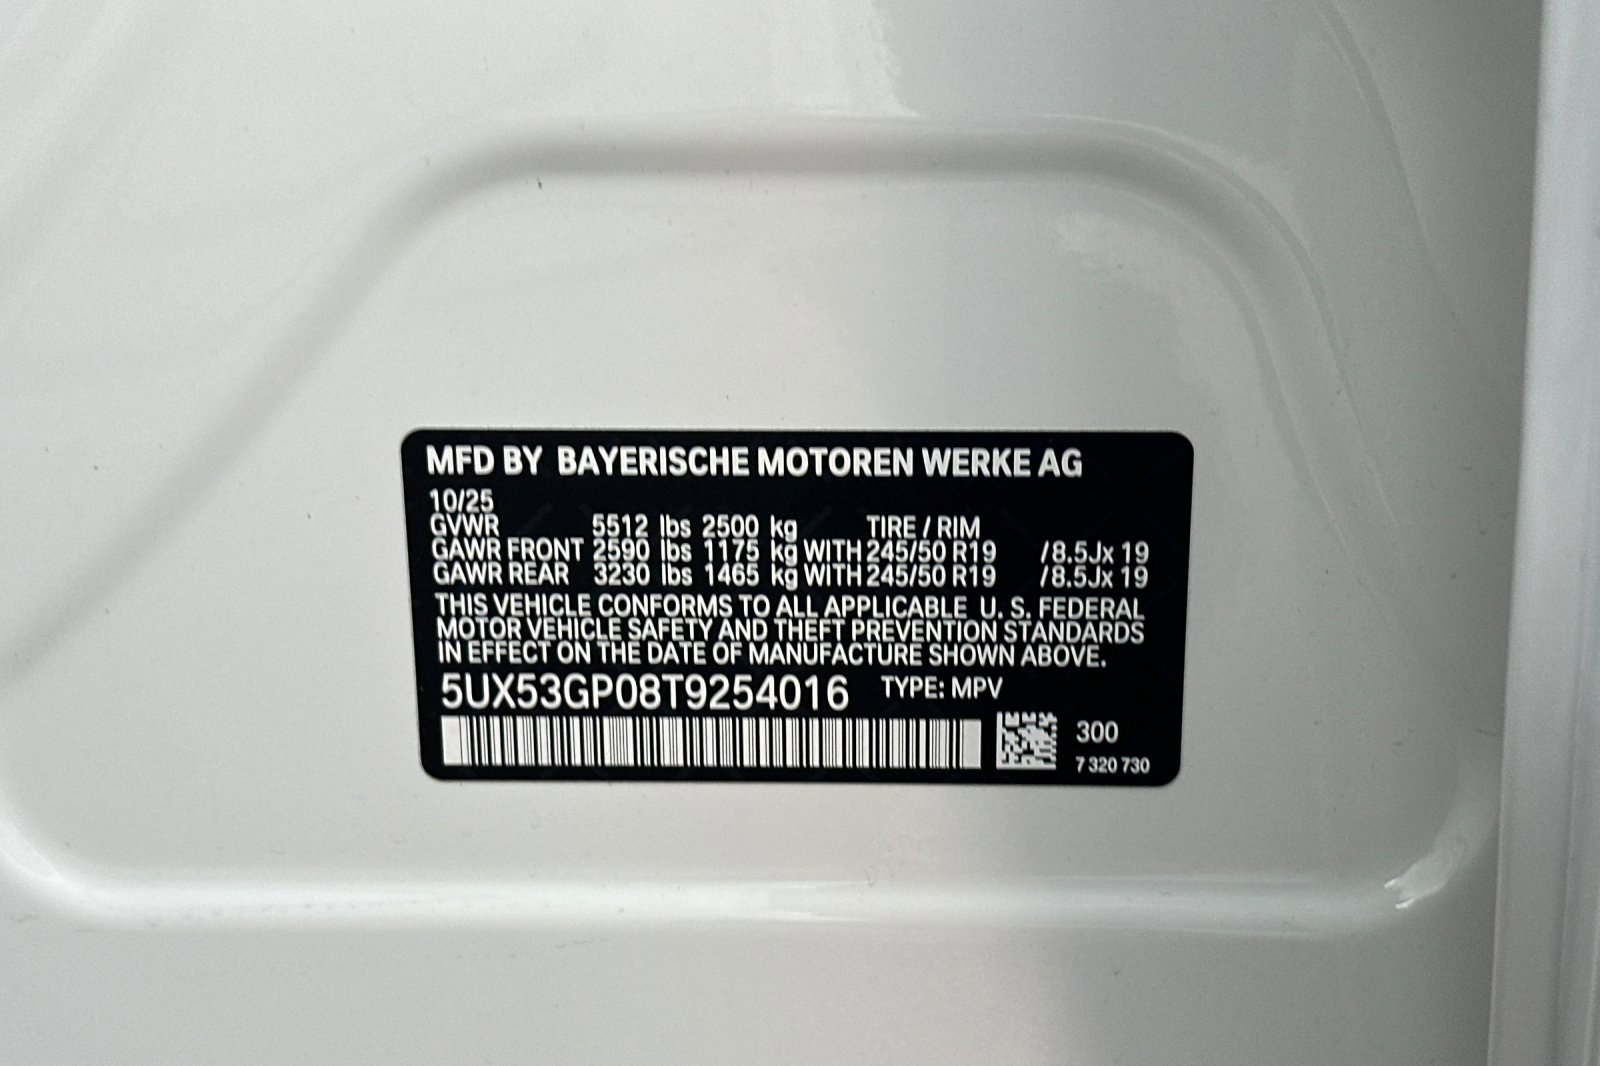 MFD BY BAYERISCHE MOTOREN WERKE AG
10/25
GVWR 5512 lbs 2500 kg TIRE / RIM
GAWR FRONT 2590 lbs 1175 kg WITH 245/50 R19 /8.5Jx 19
GAWR REAR 3230 lbs 1465 kg WITH 245/50 R19 /8.5Jx 19
THIS VEHICLE CONFORMS TO ALL APPLICABLE U. S. FEDERAL
MOTOR VEHICLE SAFETY AND THEFT PREVENTION STANDARDS
IN EFFECT ON THE DATE OF MANUFACTURE SHOWN ABOVE.
5UX53GP08T9254016 TYPE: MPV
300
7 320 730